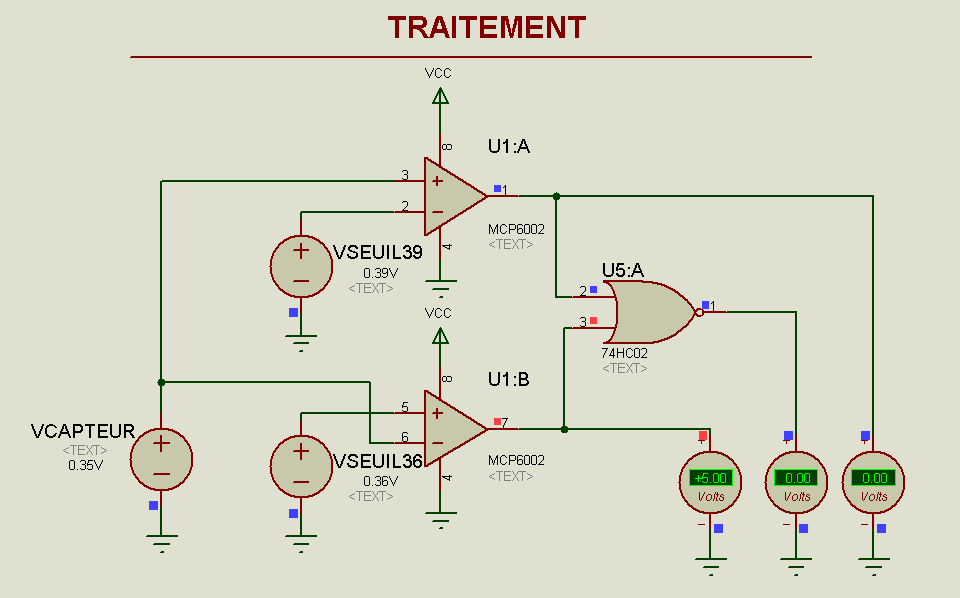 TRAITEMENT
VCC
8
U1:A
3
+
1
2
−
MCP6002
<TEXT>
4
VSEUIL39
+
0.39V
−
<TEXT>
U5:A
2
1
3
74HC02
<TEXT>
VCC
8
U1:B
5
+
7
6
−
MCP6002
<TEXT>
4
VCAPTEUR
<TEXT>
0.35V
+
−
VSEUIL36
+
0.36V
−
<TEXT>
+
+5.00
Volts
−
+
0.00
Volts
−
+
0.00
Volts
−